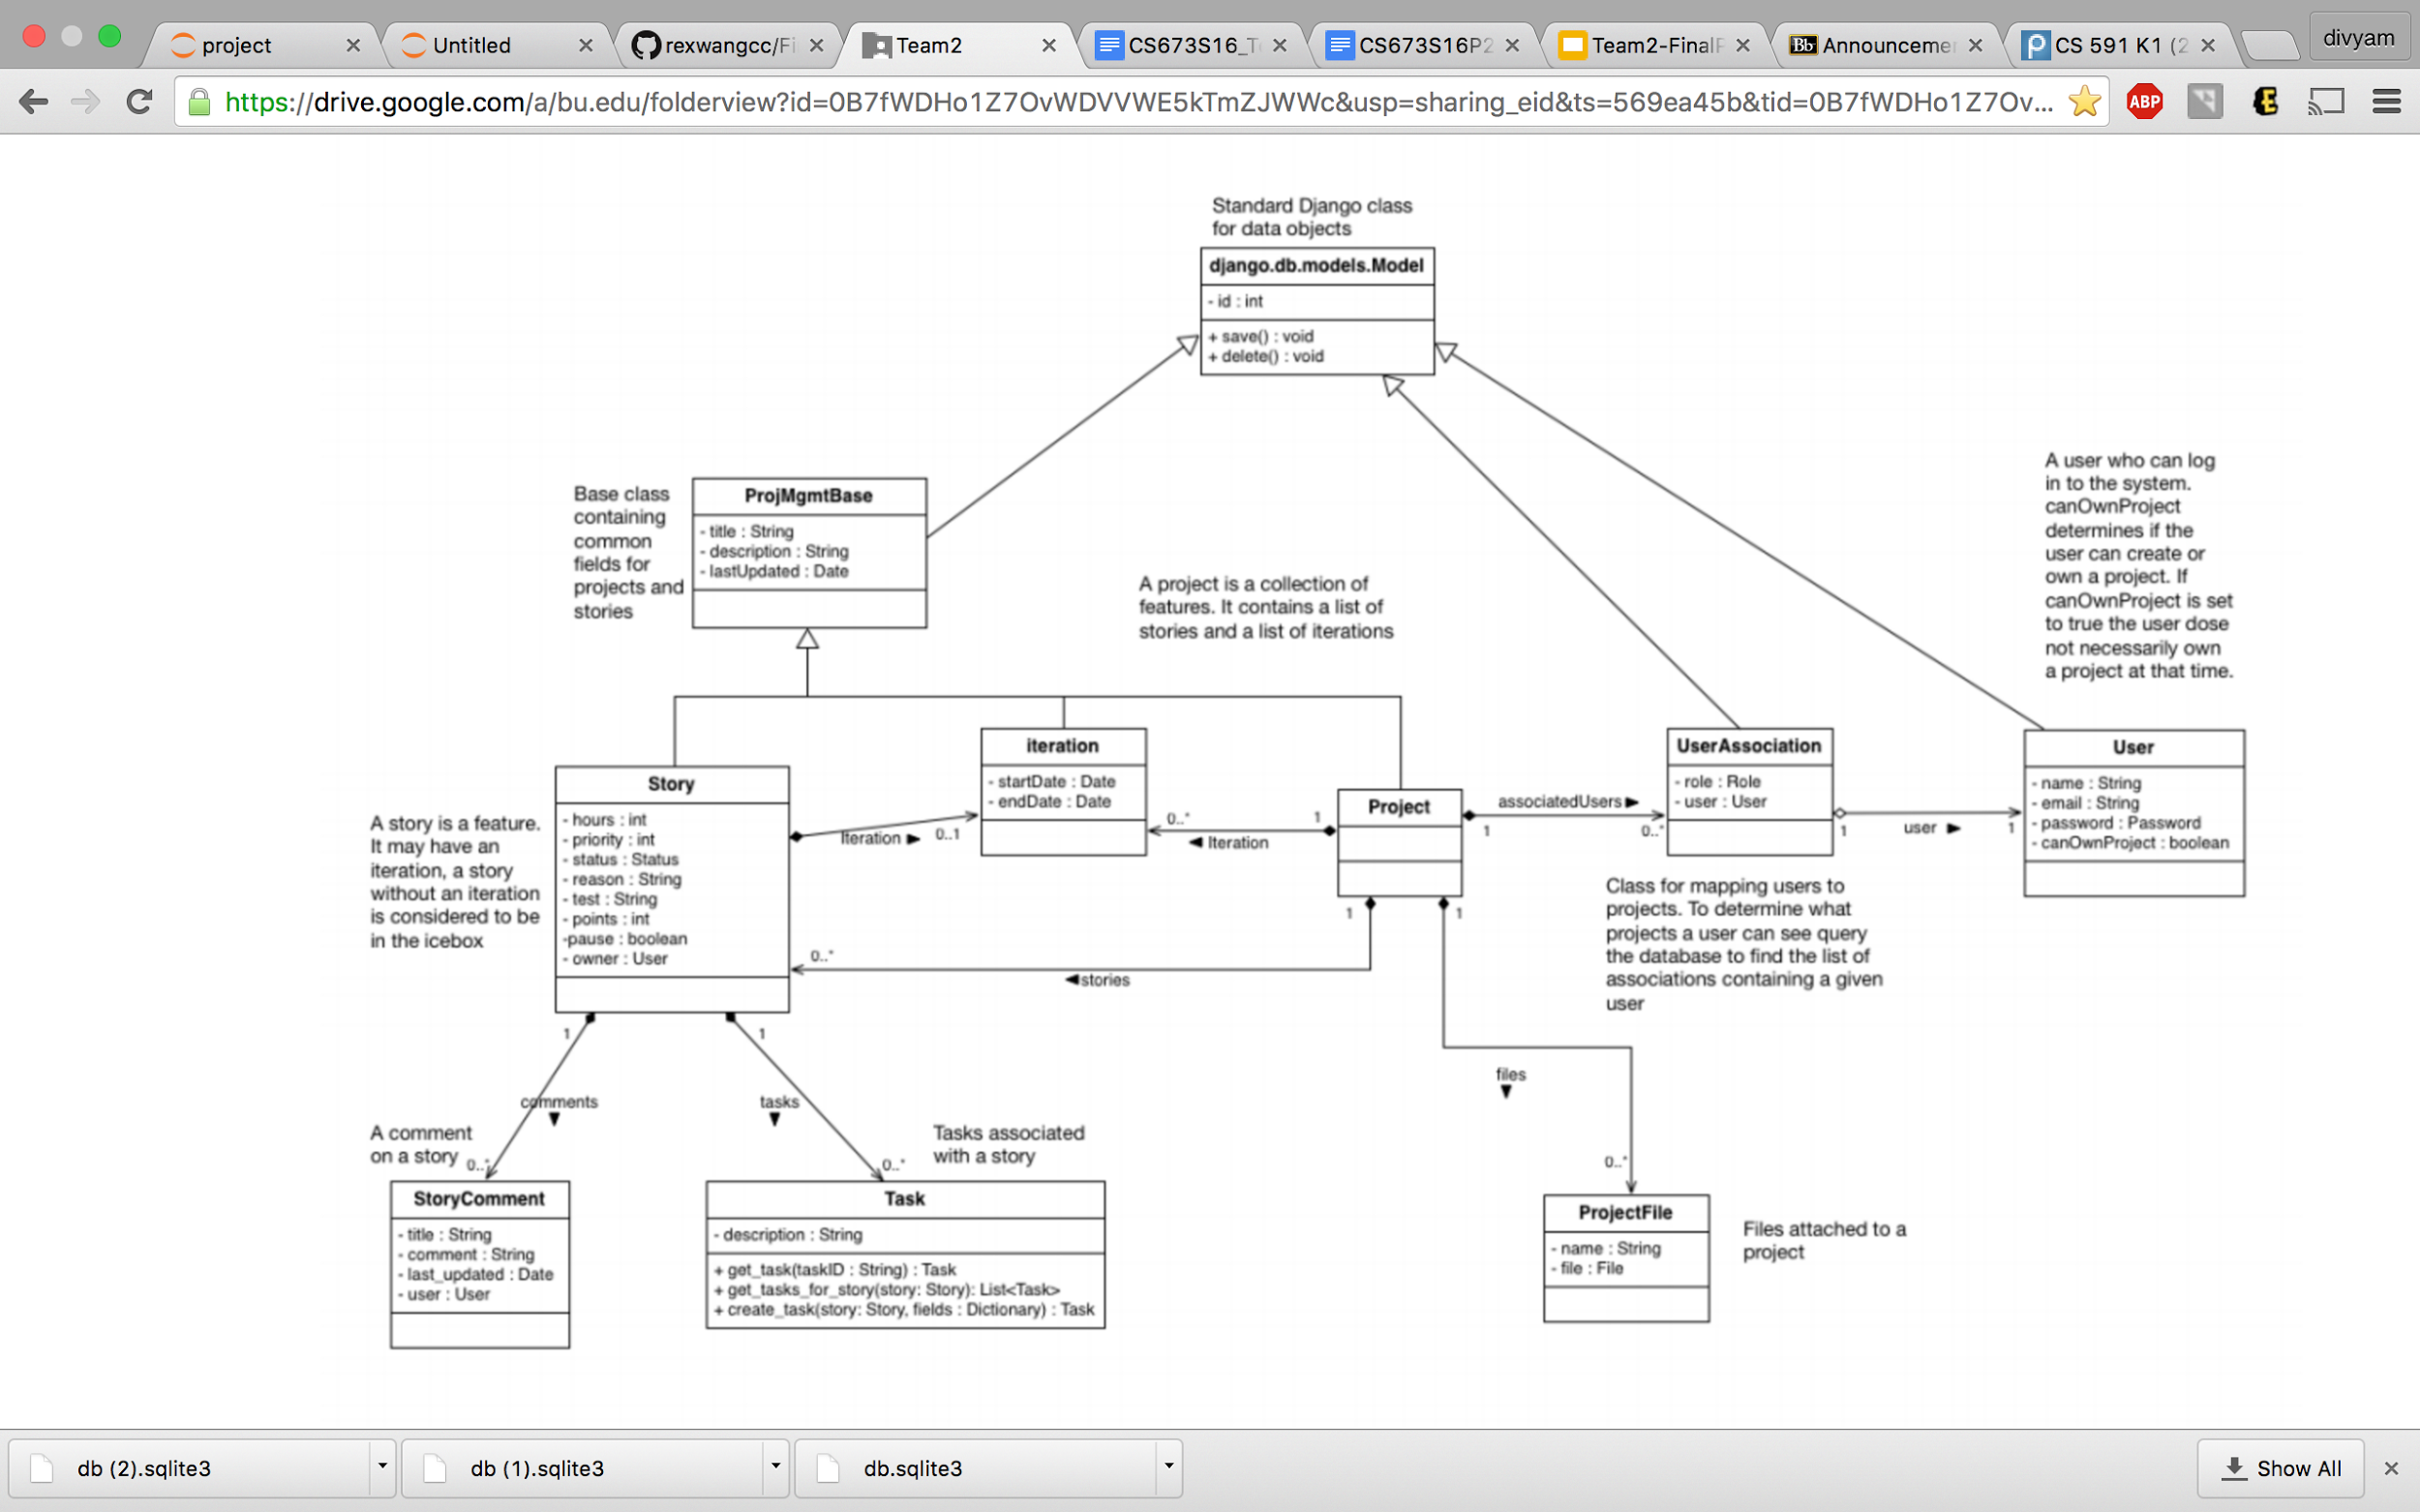 project
Untitled
rexwangcc/Fi
Team2
CS673S16_T
CS673S16P2
Team2-FinalP
Bb
Announcemen
CS 591 K1 (2
divyam
https://drive.google.com/a/bu.edu/folderview?id=0B7fWDHo1Z7OvWDVVWE5kTmZJWWc&usp=sharing_eid&ts=569ea45b&tid=0B7fWDHo1Z7Ov...
ABP
Standard Django class
for data objects
django.db.models.Model
- id : int
+ save() : void
+ delete() : void
Base class
containing
common
fields for
projects and
stories
ProjMgmtBase
- title : String
- description : String
- lastUpdated : Date
A project is a collection of
features. It contains a list of
stories and a list of iterations
A user who can log
in to the system.
canOwnProject
determines if the
user can create or
own a project. If
canOwnProject is set
to true the user dose
not necessarily own
a project at that time.
A story is a feature.
It may have an
iteration, a story
without an iteration
is considered to be
in the icebox
Story
- hours : int
- priority : int
- status : Status
- reason : String
- test : String
- points : int
-pause : boolean
- owner : User
Iteration ►
0..1
iteration
- startDate : Date
- endDate : Date
0..*
1
◄ Iteration
Project
associatedUsers►
1
0..*
UserAssociation
- role : Role
- user : User
1
user ►
1
User
- name : String
- email : String
- password : Password
- canOwnProject : boolean
Class for mapping users to
projects. To determine what
projects a user can see query
the database to find the list of
associations containing a given
user
1
1
0..*
◄stories
1
1
comments
▼
tasks
▼
files
▼
A comment
on a story
0..*
0..*
Tasks associated
with a story
0..*
StoryComment
- title : String
- comment : String
- last_updated : Date
- user : User
Task
- description : String
+ get_task(taskID : String) : Task
+ get_tasks_for_story(story: Story): List<Task>
+ create_task(story: Story, fields : Dictionary) : Task
ProjectFile
- name : String
- file : File
Files attached to a
project
db (2).sqlite3
db (1).sqlite3
db.sqlite3
Show All